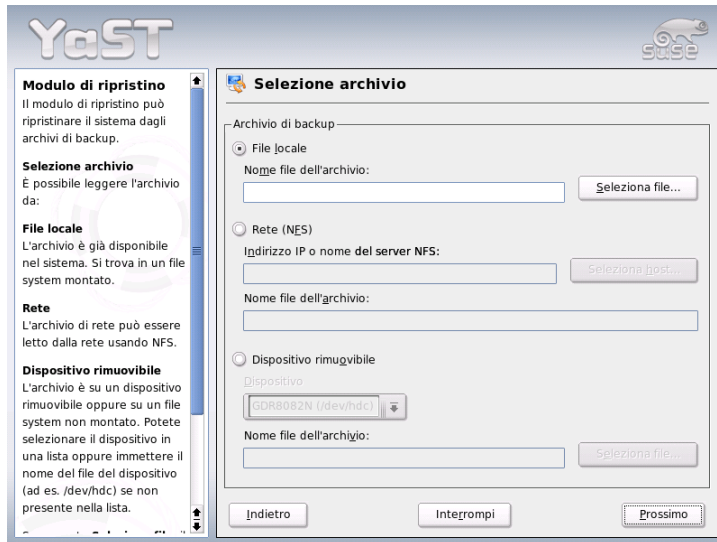 YaST
SUSE
Modulo di ripristino
Il modulo di ripristino può
ripristinare il sistema dagli
archivi di backup.
Selezione archivio
È possibile leggere l'archivio
da:
File locale
L'archivio è già disponibile
nel sistema. Si trova in un file
system montato.
Rete
L'archivio di rete può essere
letto dalla rete usando NFS.
Dispositivo rimuovibile
L'archivio è su un dispositivo
rimuovibile oppure su un file
system non montato. Potete
selezionare il dispositivo in
una lista oppure immettere il
nome del file del dispositivo
(ad es. /dev/hdc) se non
presente nella lista.
Selezione archivio
Archivio di backup
File locale
Nome file dell'archivio:
Seleziona file...
Rete (NFS)
Indirizzo IP o nome del server NFS:
Seleziona host...
Nome file dell'archivio:
Dispositivo rimuovibile
Dispositivo
GDR8082N (/dev/hdc)
Nome file dell'archivio:
Seleziona file...
Indietro
Interrompi
Prossimo